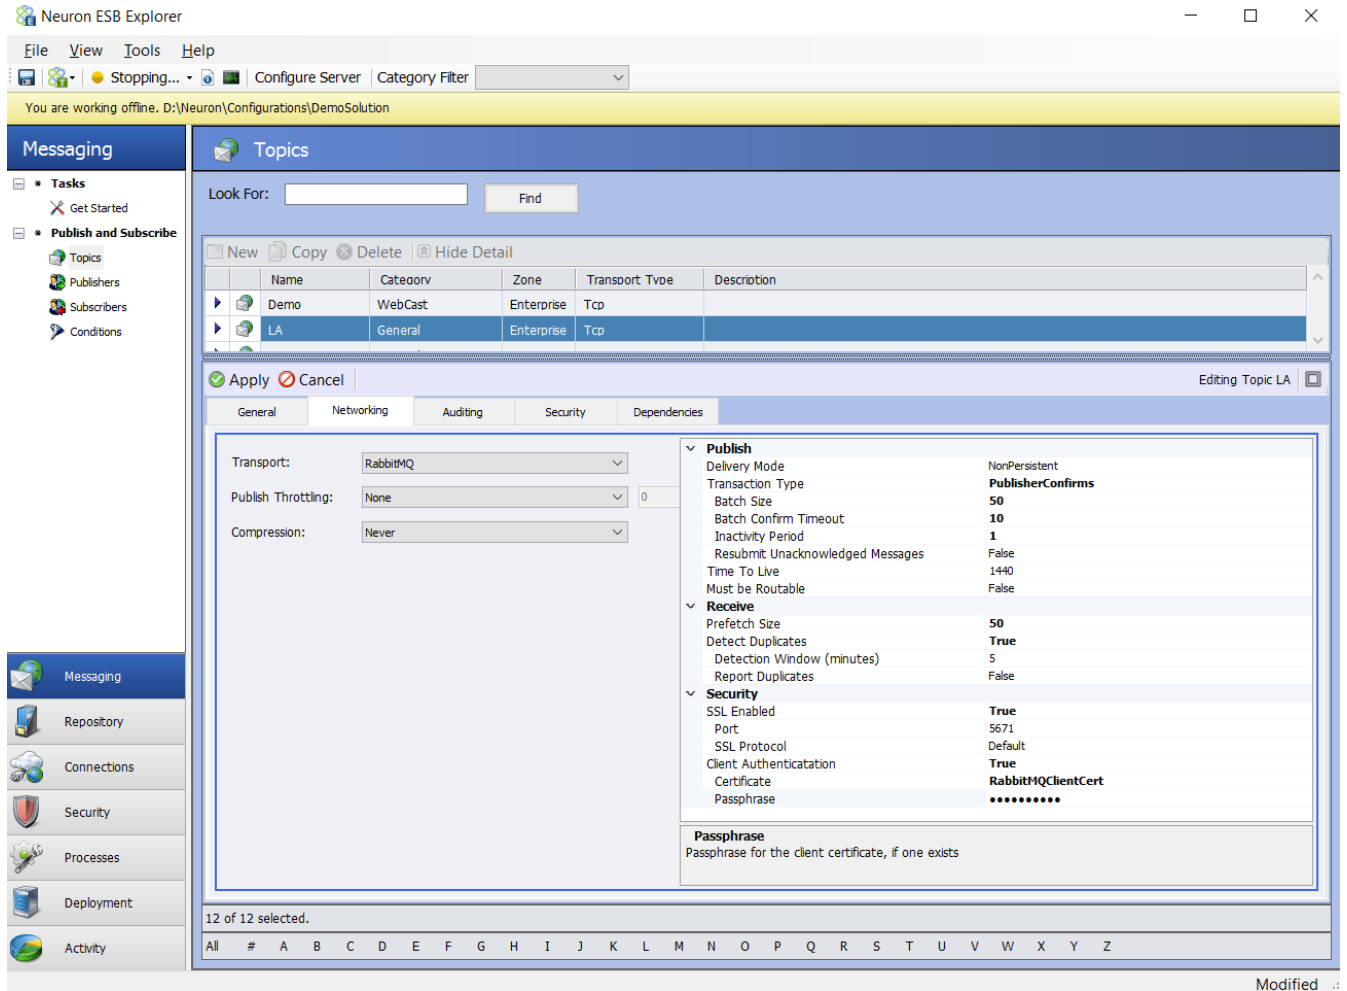 Neuron ESB Explorer
File View Tools Help
Stopping... Configure Server Category Filter
You are working offline. D:\Neuron\Configurations\DemoSolution
Messaging
Tasks
Get Started
Publish and Subscribe
Topics
Publishers
Subscribers
Conditions
Messaging
Repository
Connections
Security
Processes
Deployment
Activity
Topics
Look For: Find
New Copy Delete Hide Detail
Name Category Zone Transport Type Description
Demo WebCast Enterprise Tcp
LA General Enterprise Tcp
Apply Cancel Editing Topic LA
General Networking Auditing Security Dependencies
Transport: RabbitMQ
Publish Throttling: None 0
Compression: Never
Publish
Delivery Mode NonPersistent
Transaction Type PublisherConfirms
Batch Size 50
Batch Confirm Timeout 10
Inactivity Period 1
Resubmit Unacknowledged Messages False
Time To Live 1440
Must be Routable False
Receive
Prefetch Size 50
Detect Duplicates True
Detection Window (minutes) 5
Report Duplicates False
Security
SSL Enabled True
Port 5671
SSL Protocol Default
Client Authenticatation True
Certificate RabbitMQClientCert
Passphrase ●●●●●●●●●●
Passphrase
Passphrase for the client certificate, if one exists
12 of 12 selected.
All # A B C D E F G H I J K L M N O P Q R S T U V W X Y Z
Modified